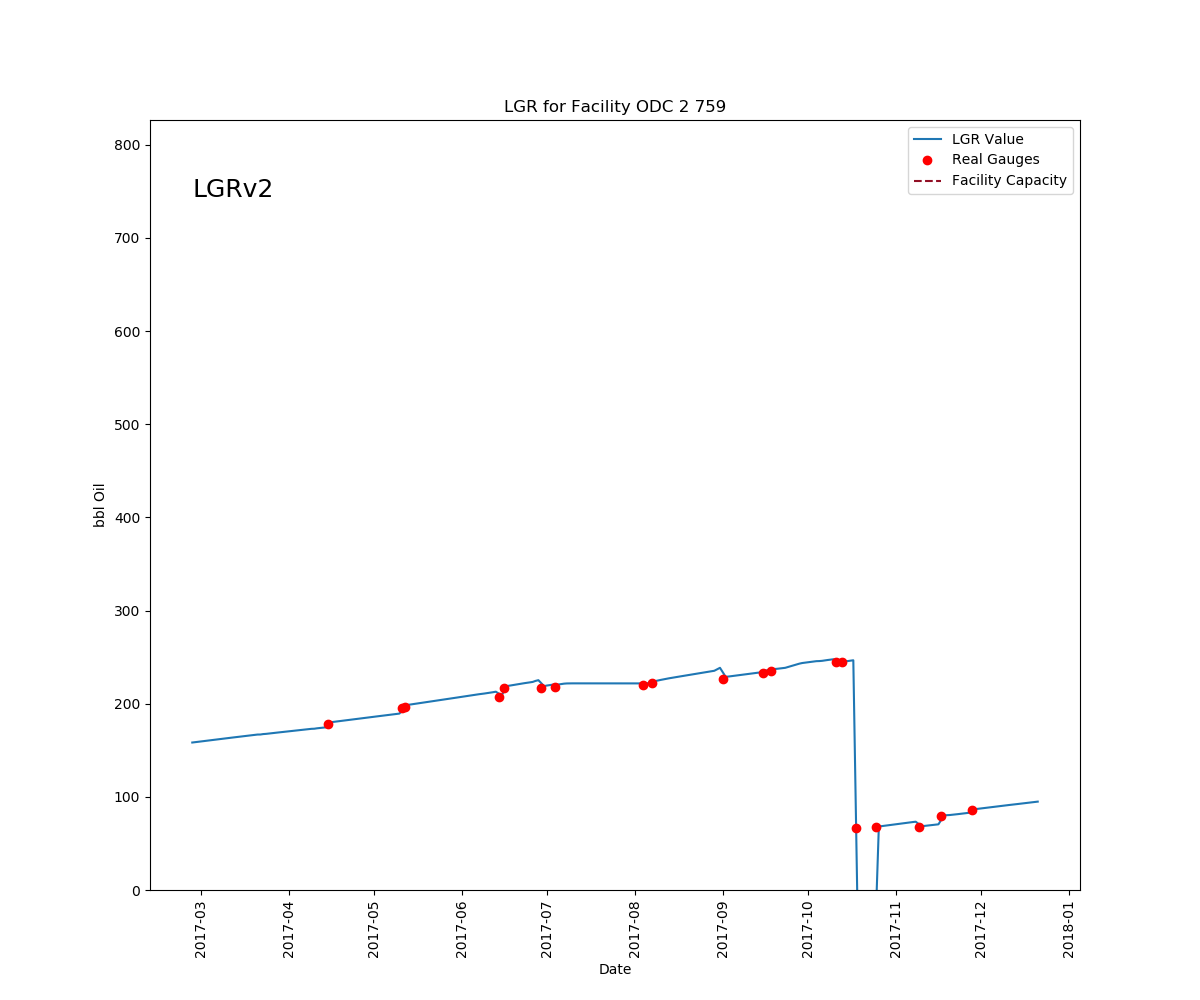 LGR for Facility ODC 2 759
LGRv2
LGR Value
Real Gauges
Facility Capacity
bbl Oil
800
700
600
500
400
300
200
100
0
2017-03
2017-04
2017-05
2017-06
2017-07
2017-08
2017-09
2017-10
2017-11
2017-12
2018-01
Date